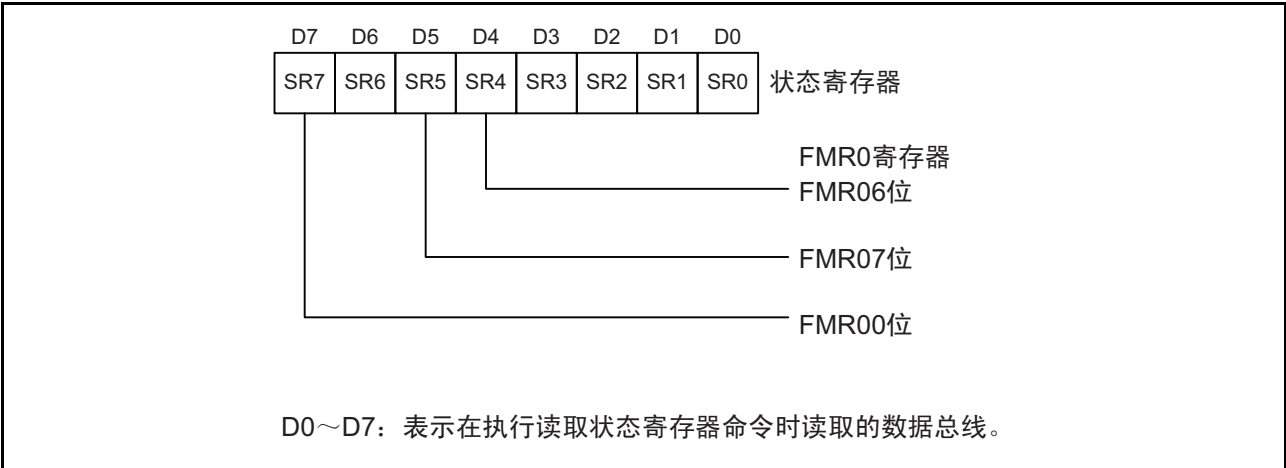 D7 D6 D5 D4 D3 D2 D1 D0
SR7 SR6 SR5 SR4 SR3 SR2 SR1 SR0 状态寄存器
FMR0寄存器
FMR06位
FMR07位
FMR00位
D0～D7：表示在执行读取状态寄存器命令时读取的数据总线。